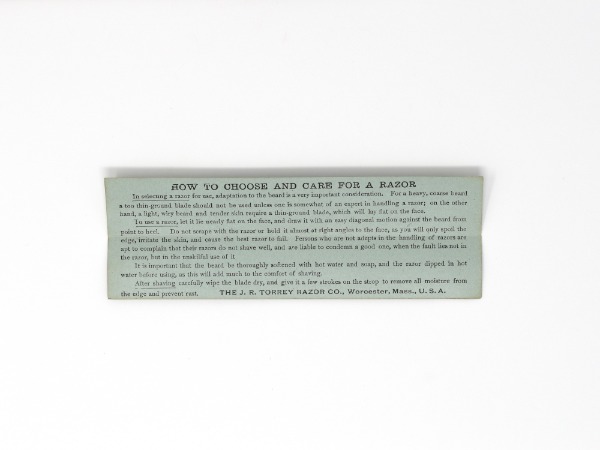 HOW TO CHOOSE AND CARE FOR A RAZOR
In selecting a razor for use, adaptation to the beard is a very important consideration. For a heavy, coarse beard
a too thin-ground blade should not be used unless one is somewhat of an expert in handling a razor; on the other
hand, a light, wiry beard and tender skin require a thin-ground blade, which will lay flat on the face.
To use a razor, let it lie nearly flat on the face, and draw it with an easy diagonal motion against the beard from
point to heel. Do not scrape with the razor or hold it almost at right angles to the face, as you will only spoil the
edge, irritate the skin, and cause the best razor to fail. Persons who are not adepts in the handling of razors are
apt to complain that their razors do not shave well, and are liable to condemn a good one, when the fault lies not in
the razor, but in the unskilful use of it
It is important that the beard be thoroughly softened with hot water and soap, and the razor dipped in hot
water before using, as this will add much to the comfort of shaving.
After shaving carefully wipe the blade dry, and give it a few strokes on the strop to remove all moisture from
the edge and prevent rust. THE J. R. TORREY RAZOR CO., Worcester, Mass., U. S. A.